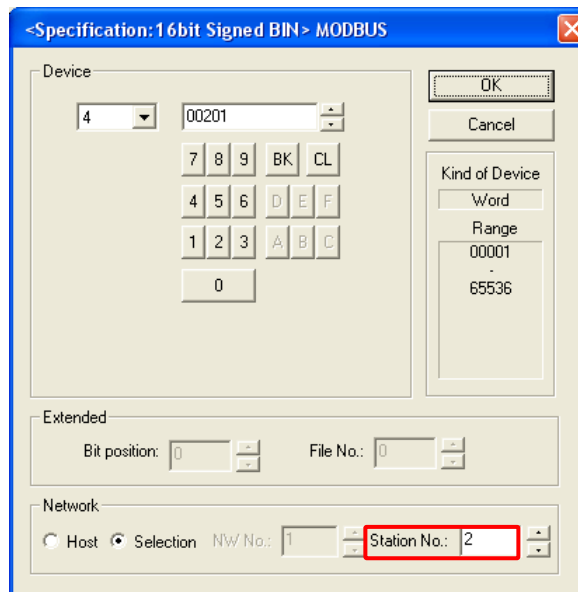 <Specification:16bit Signed BIN> MODBUS
Device
4
00201
OK
Cancel
7 8 9 BK CL
4 5 6 D E F
1 2 3 A B C
0
Kind of Device
Word
Range
00001
-
65536
Extended
Bit position: 0 File No.: 0
Network
Host Selection NW No.: 1 Station No.: 2